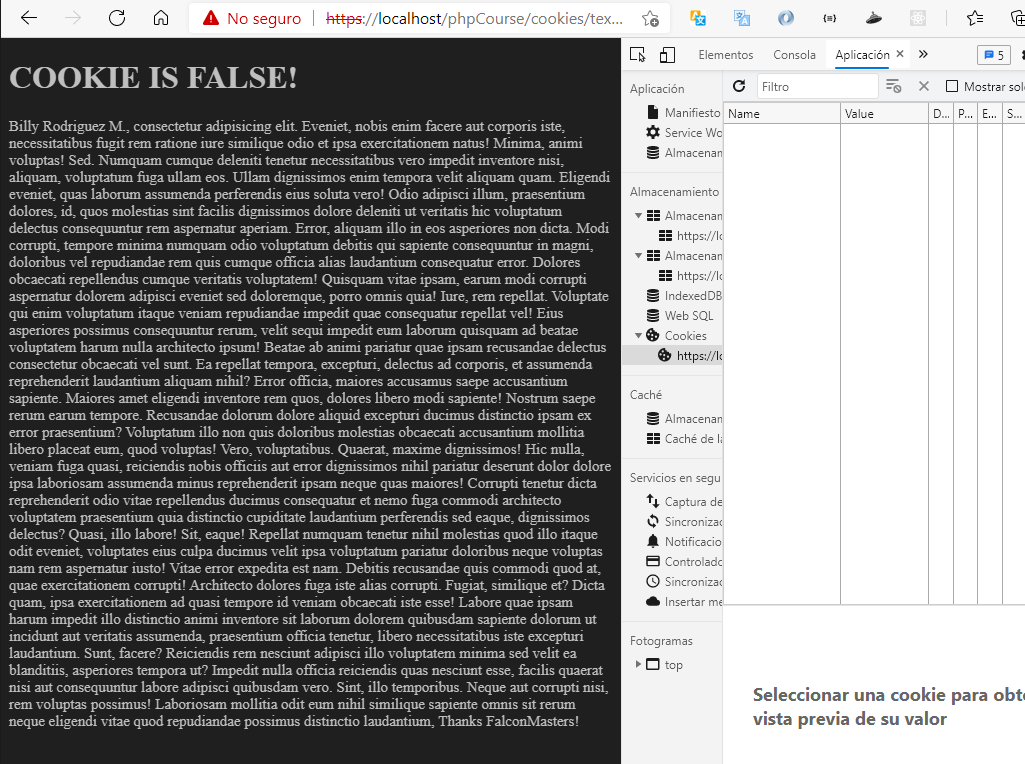 No seguro
https://localhost/phpCourse/cookies/tex...
COOKIE IS FALSE!
Billy Rodriguez M., consectetur adipisicing elit. Eveniet, nobis enim facere aut corporis iste,
necessitatibus fugit rem ratione iure similique odio et ipsa exercitationem natus! Minima, animi
voluptas! Sed. Numquam cumque deleniti tenetur necessitatibus vero impedit inventore nisi,
aliquam, voluptatum fuga ullam eos. Ullam dignissimos enim tempora velit aliquam quam. Eligendi
eveniet, quas laborum assumenda perferendis eius soluta vero! Odio adipisci illum, praesentium
dolores, id, quos molestias sint facilis dignissimos dolore deleniti ut veritatis hic voluptatum
delectus consequuntur rem aspernatur aperiam. Error, aliquam illo in eos asperiores non dicta. Modi
corrupti, tempore minima numquam odio voluptatum debitis qui sapiente consequuntur in magni,
doloribus vel repudiandae rem quis cumque officia alias laudantium consequatur error. Dolores
obcaecati repellendus cumque veritatis voluptatem! Quisquam vitae ipsam, earum modi corrupti
aspernatur dolorem adipisci eveniet sed doloremque, porro omnis quia! Iure, rem repellat. Voluptate
qui enim voluptatum itaque veniam repudiandae impedit quae consequatur repellat vel! Eius
asperiores possimus consequuntur rerum, velit sequi impedit eum laborum quisquam ad beatae
voluptatem harum nulla architecto ipsum! Beatae ab animi pariatur quae ipsam recusandae delectus
consectetur obcaecati vel sunt. Ea repellat tempora, excepturi, delectus ad corporis, et assumenda
reprehenderit laudantium aliquam nihil? Error officia, maiores accusamus saepe accusantium
sapiente. Maiores amet eligendi inventore rem quos, dolores libero modi sapiente! Nostrum saepe
rerum earum tempore. Recusandae dolorum dolore aliquid excepturi ducimus distinctio ipsam ex
error praesentium? Voluptatum illo non quis doloribus molestias obcaecati accusantium mollitia
libero placeat eum, quod voluptas! Vero, voluptatibus. Quaerat, maxime dignissimos! Hic nulla,
veniam fuga quasi, reiciendis nobis officiis aut error dignissimos nihil pariatur deserunt dolor dolore
ipsa laboriosam assumenda minus reprehenderit ipsam neque quas maiores! Corrupti tenetur dicta
reprehenderit odio vitae repellendus ducimus consequatur et nemo fuga commodi architecto
voluptatem praesentium quia distinctio cupiditate laudantium perferendis sed eaque, dignissimos
delectus? Quasi, illo labore! Sit, eaque! Repellat numquam tenetur nihil molestias quod illo itaque
odit eveniet, voluptates eius culpa ducimus velit ipsa voluptatum pariatur doloribus neque voluptas
nam rem aspernatur iusto! Vitae error expedita est nam. Debitis recusandae quis commodi quod at,
quae exercitationem corrupti! Architecto dolores fuga iste alias corrupti. Fugiat, similique et? Dicta
quam, ipsa exercitationem ad quasi tempore id veniam obcaecati iste esse! Labore quae ipsam
harum impedit illo distinctio animi inventore sit laborum dolorem quibusdam sapiente dolorum ut
incidunt aut veritatis assumenda, praesentium officia tenetur, libero necessitatibus iste excepturi
laudantium. Sunt, facere? Reiciendis rem nesciunt adipisci illo voluptatem minima sed velit ea
blanditiis, asperiores tempora ut? Impedit nulla officia reiciendis quas nesciunt esse, facilis quaerat
nisi aut consequuntur labore adipisci quibusdam vero. Sint, illo temporibus. Neque aut corrupti nisi,
rem voluptas possimus! Laboriosam mollitia odit eum nihil similique sapiente omnis sit rerum
neque eligendi vitae quod repudiandae possimus distinctio laudantium, Thanks FalconMasters!
Elementos
Consola
Aplicación
5
Aplicación
Manifiesto
Service Wo
Almacenam
Almacenamiento
Almacenam
https://lo
Almacenam
https://lo
IndexedDB
Web SQL
Cookies
https://lo
Caché
Almacenam
Caché de la
Servicios en segu
Captura de
Sincronizac
Notificacio
Controlado
Sincronizac
Insertar me
Fotogramas
top
Filtro
Mostrar solo
Name
Value
D...
P...
E...
S...
Seleccionar una cookie para obte
vista previa de su valor